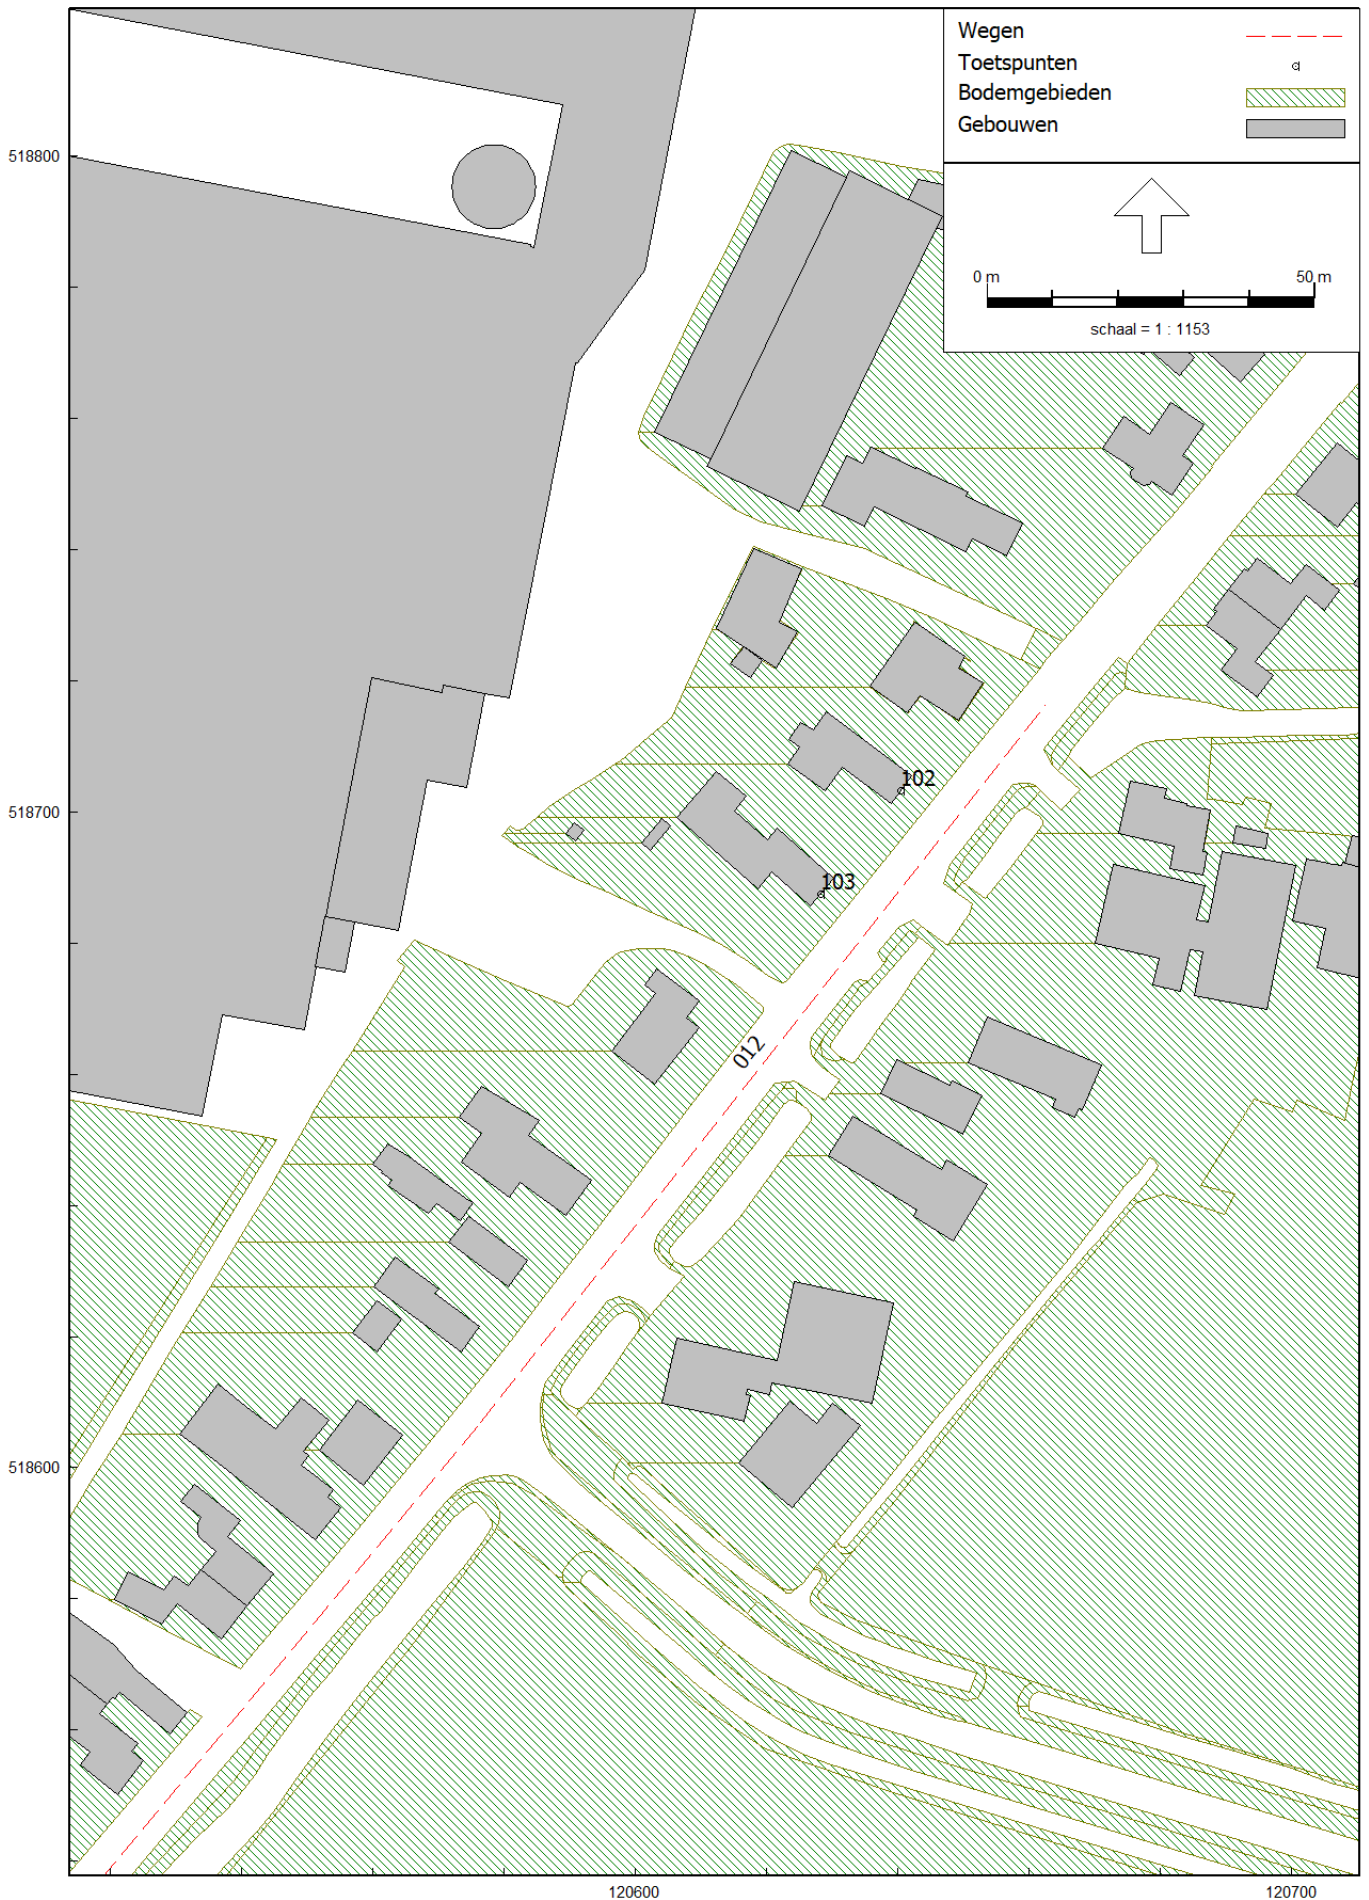 Wegen
Toetspunten
Bodemgebieden
Gebouwen
518800
0 m 50 m
schaal = 1 : 1153
102
518700
103
012
518600
120600 120700